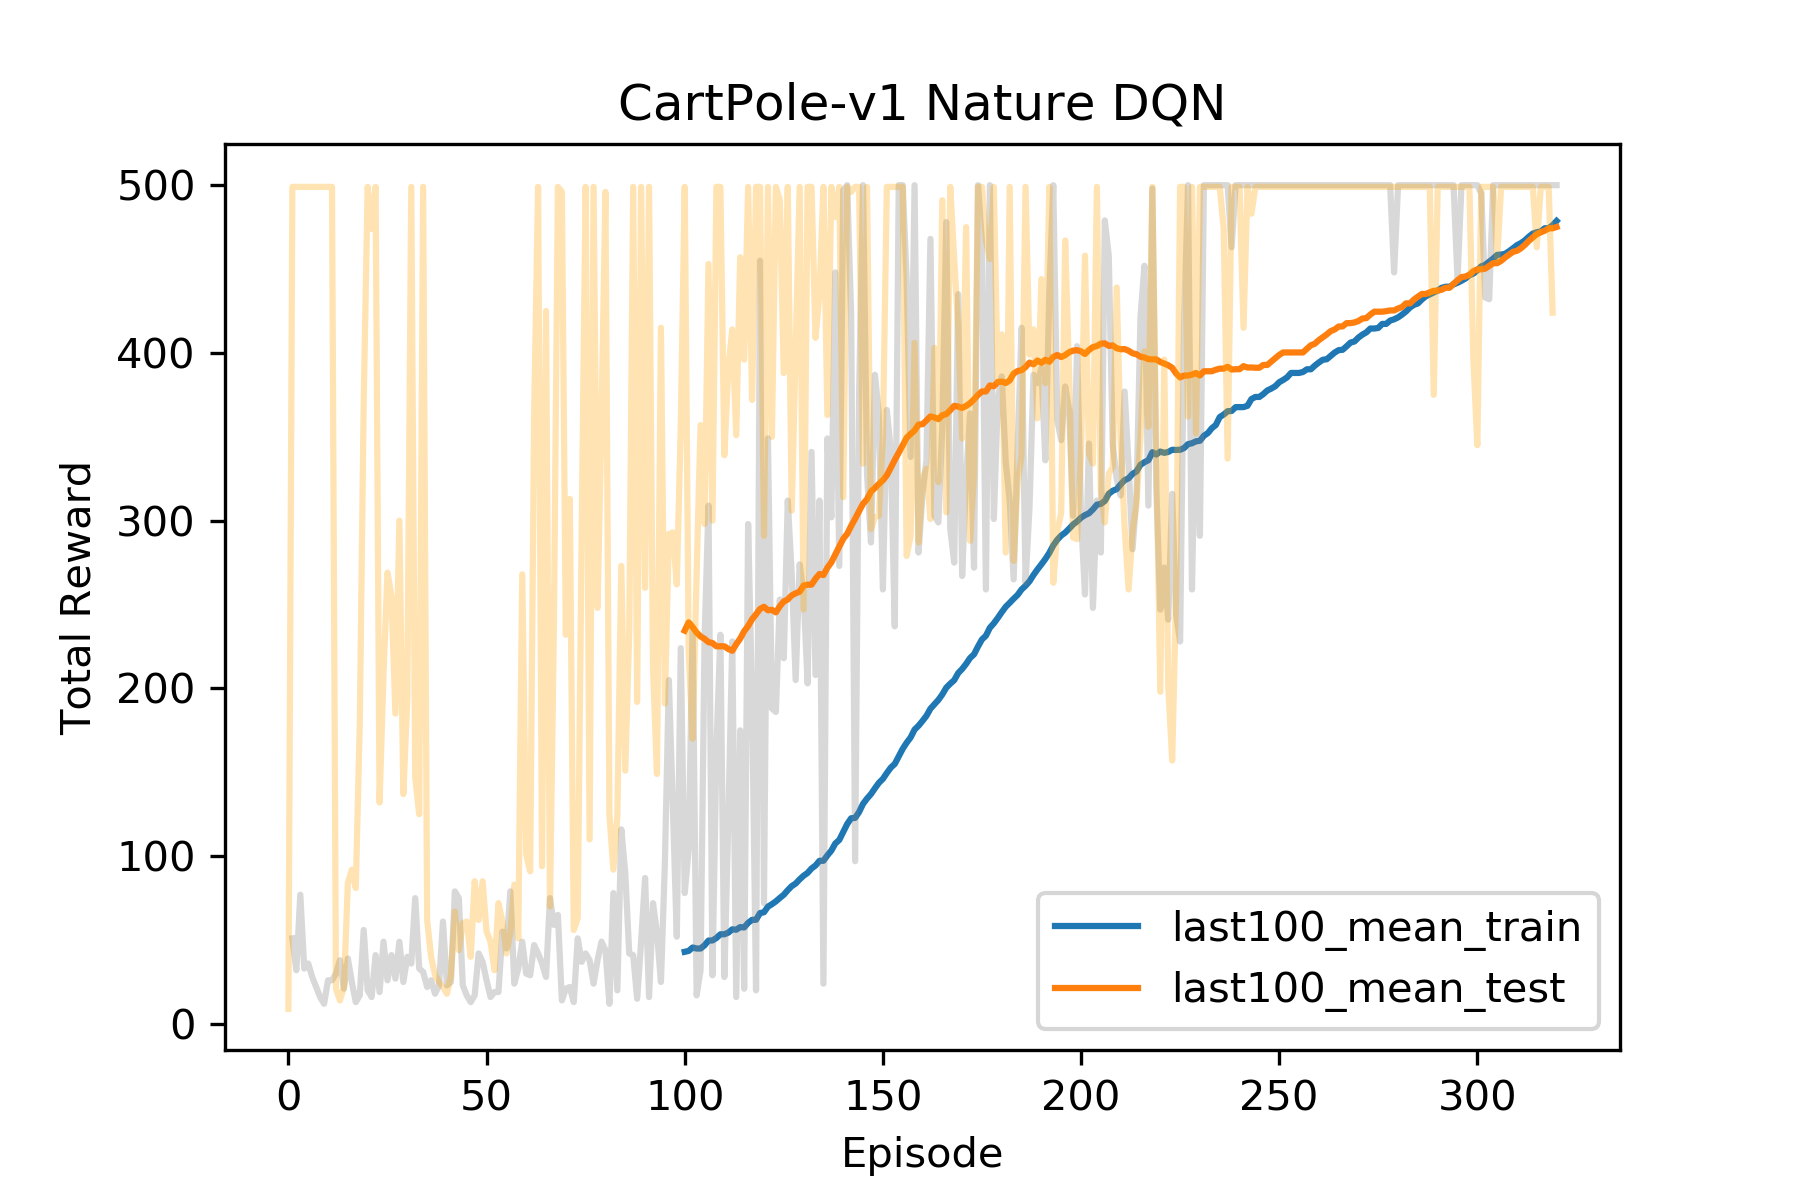 CartPole-v1 Nature DQN
500
400
300
200
100
0
Total Reward
0 50 100 150 200 250 300
Episode
last100_mean_train
last100_mean_test